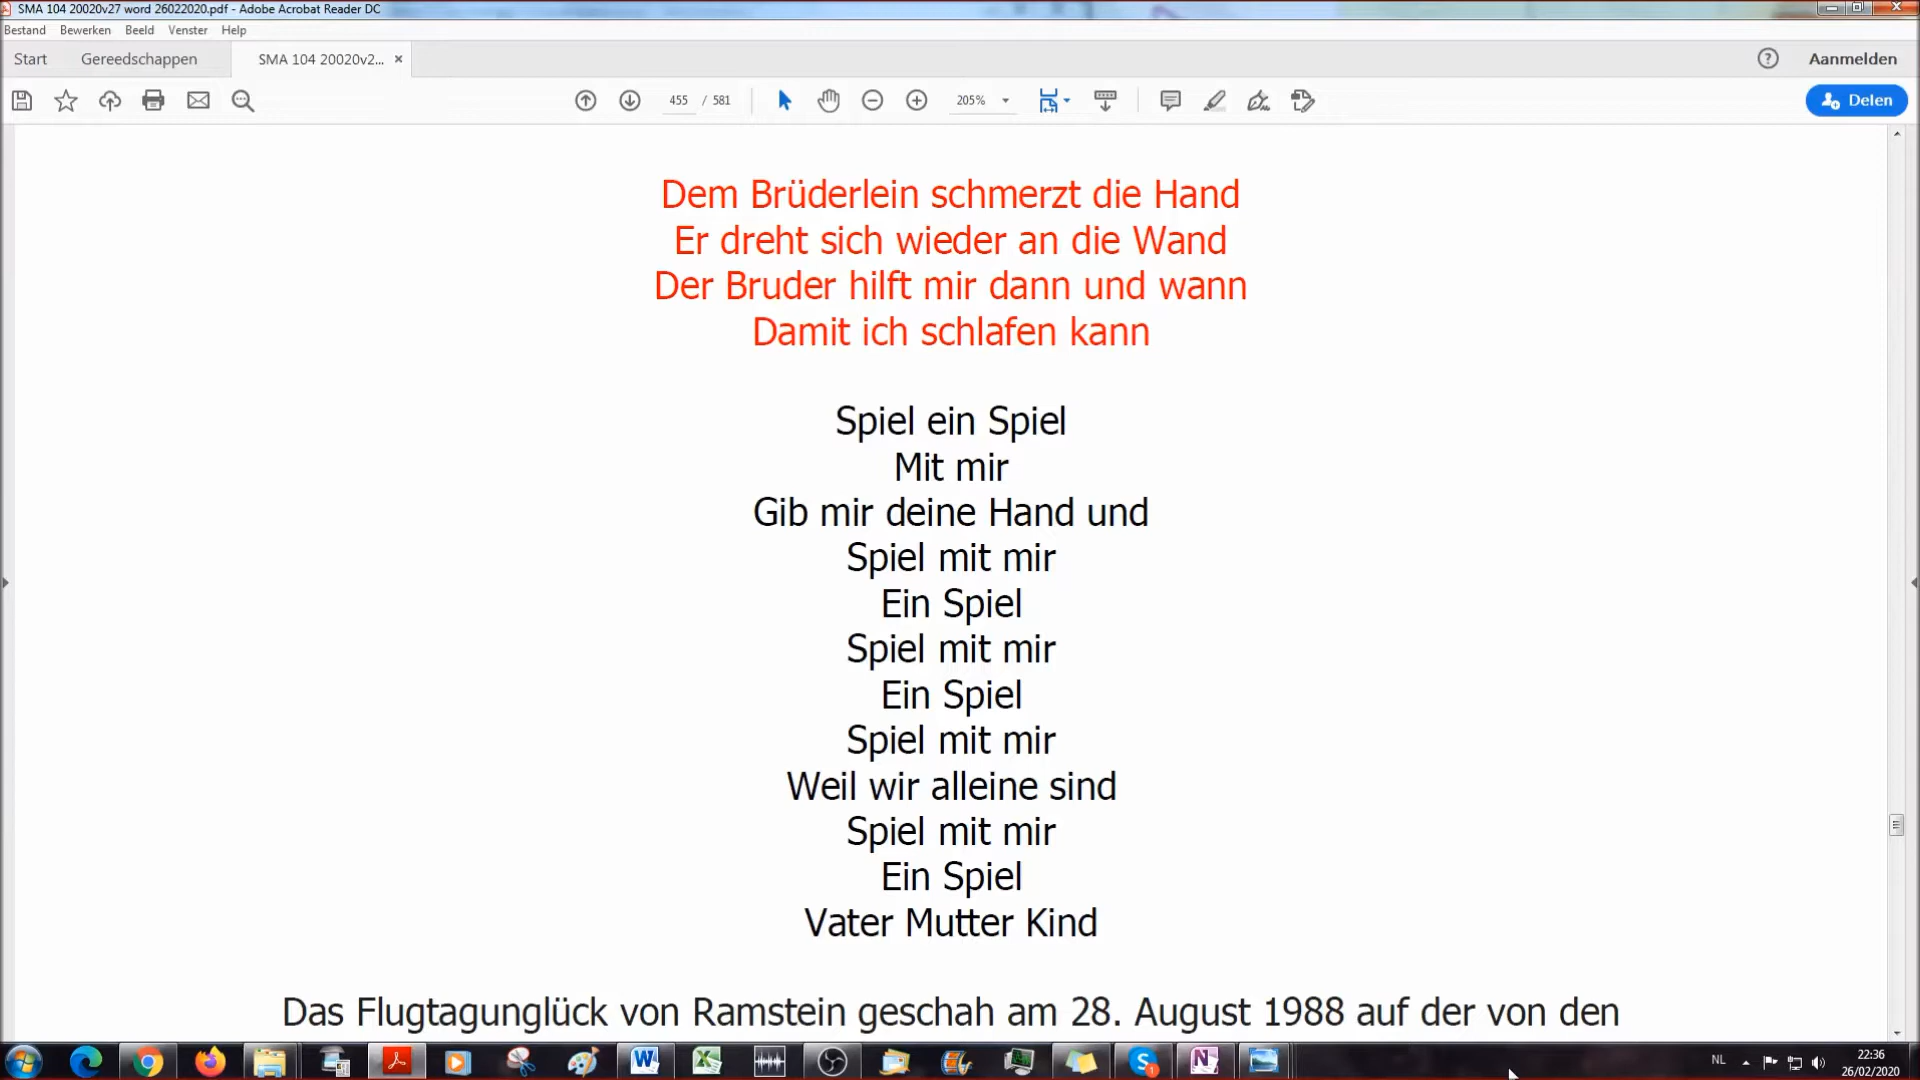 SMA 104 20020v27 word 26022020.pdf - Adobe Acrobat Reader DC
Bestand Bewerken Beeld Venster Help
Start Gereedschappen SMA 104 20020v2... × Aanmelden
455 / 581 205% Delen
Dem Brüderlein schmerzt die Hand
Er dreht sich wieder an die Wand
Der Bruder hilft mir dann und wann
Damit ich schlafen kann
Spiel ein Spiel
Mit mir
Gib mir deine Hand und
Spiel mit mir
Ein Spiel
Spiel mit mir
Ein Spiel
Spiel mit mir
Weil wir alleine sind
Spiel mit mir
Ein Spiel
Vater Mutter Kind
Das Flugtagunglück von Ramstein geschah am 28. August 1988 auf der von den
NL 22:36
26/02/2020